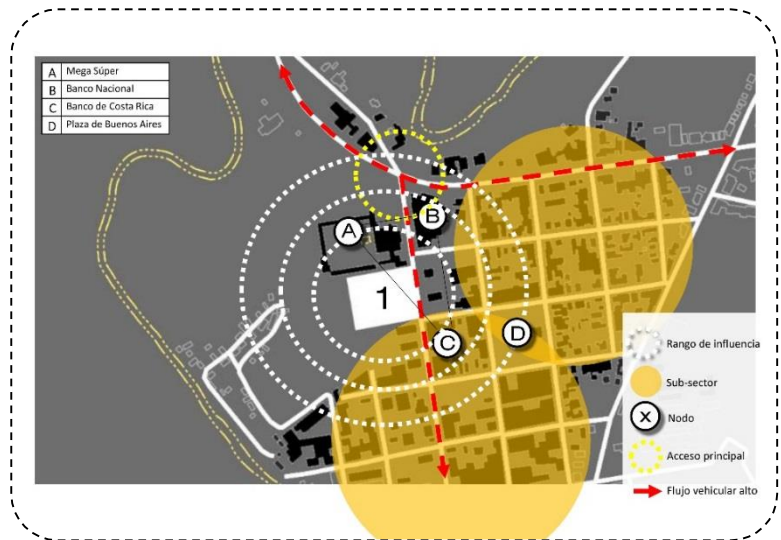 A Mega Súper
B Banco Nacional
C Banco de Costa Rica
D Plaza de Buenos Aires
A
B
1
C
D
Rango de influencia
Sub-sector
X Nodo
Acceso principal
Flujo vehicular alto